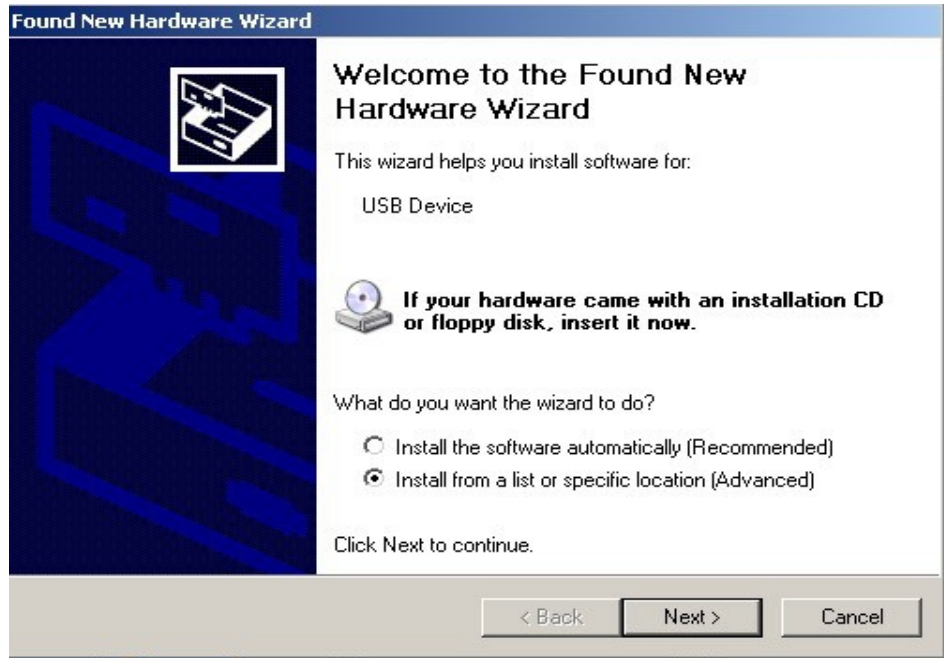 Found New Hardware Wizard
Welcome to the Found New
Hardware Wizard
This wizard helps you install software for:
USB Device
If your hardware came with an installation CD
or floppy disk, insert it now.
What do you want the wizard to do?
Install the software automatically (Recommended)
Install from a list or specific location (Advanced)
Click Next to continue.
< Back Next > Cancel